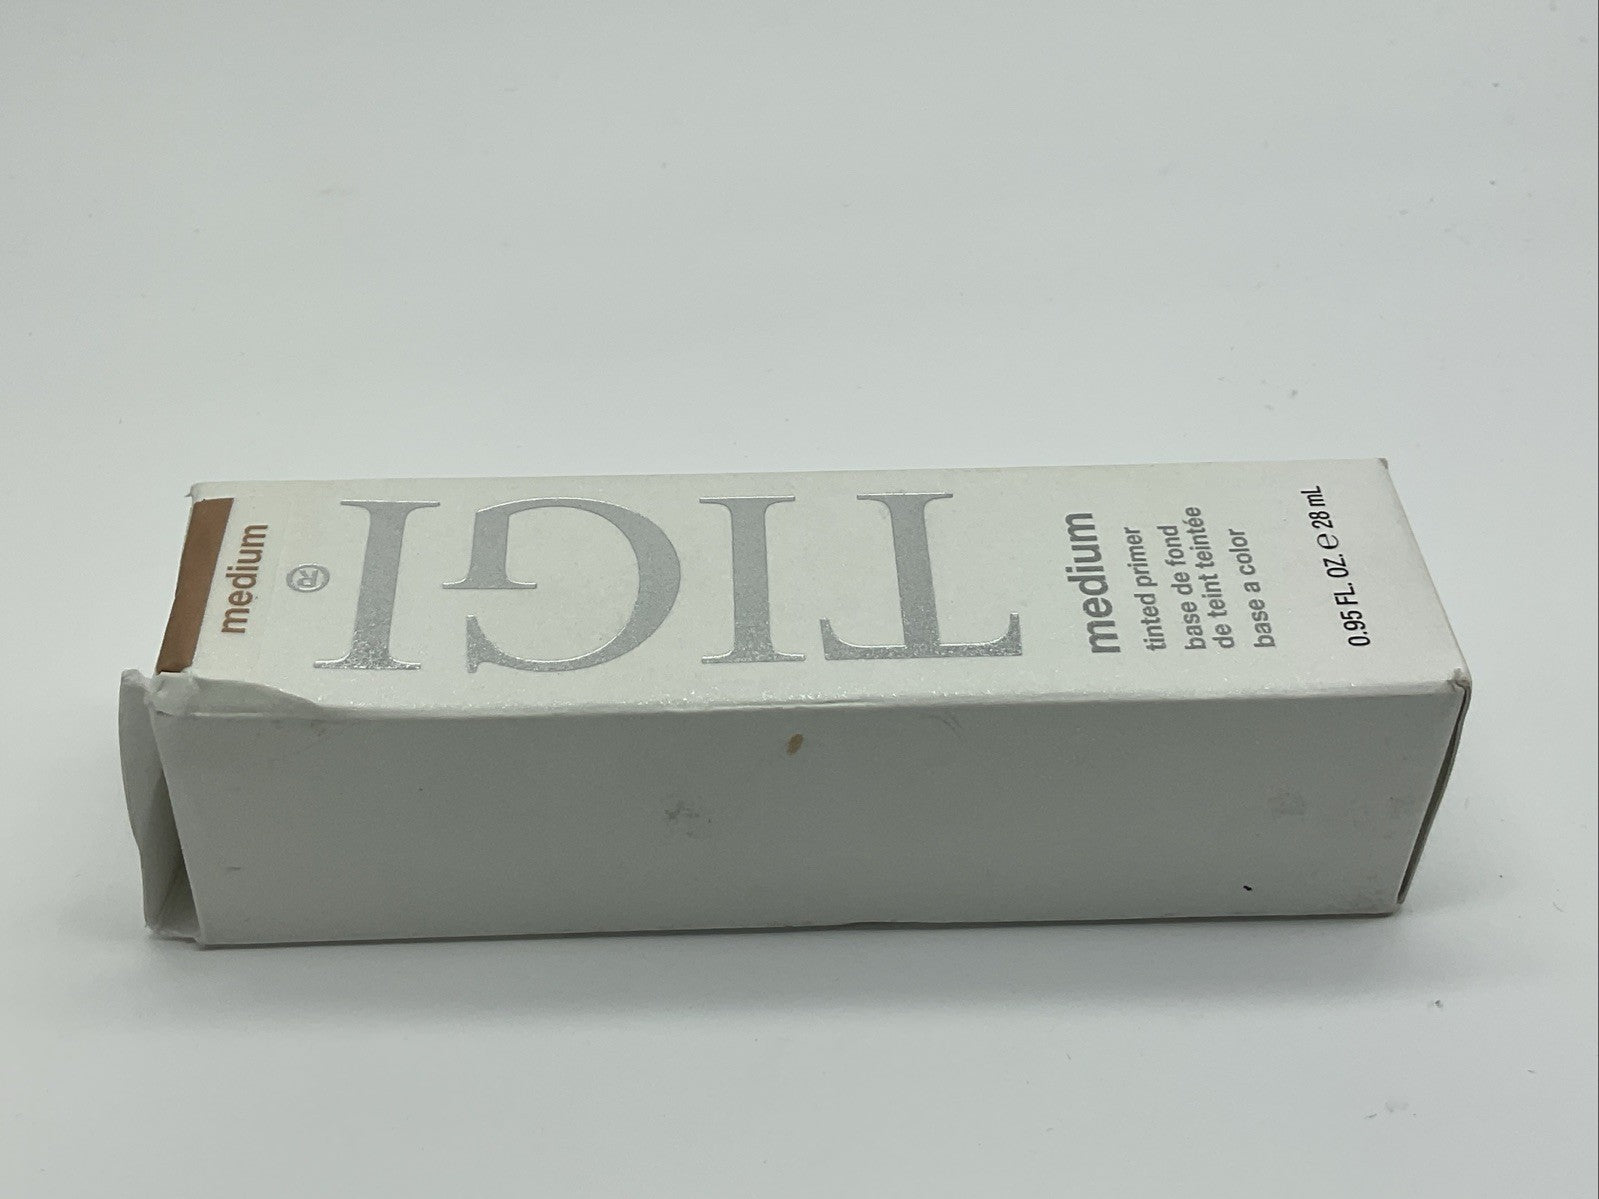 medium
TIGI®
medium
tinted primer
base de fond
de teint teintée
base a color
0.95 FL. OZ. ℮ 28 mL